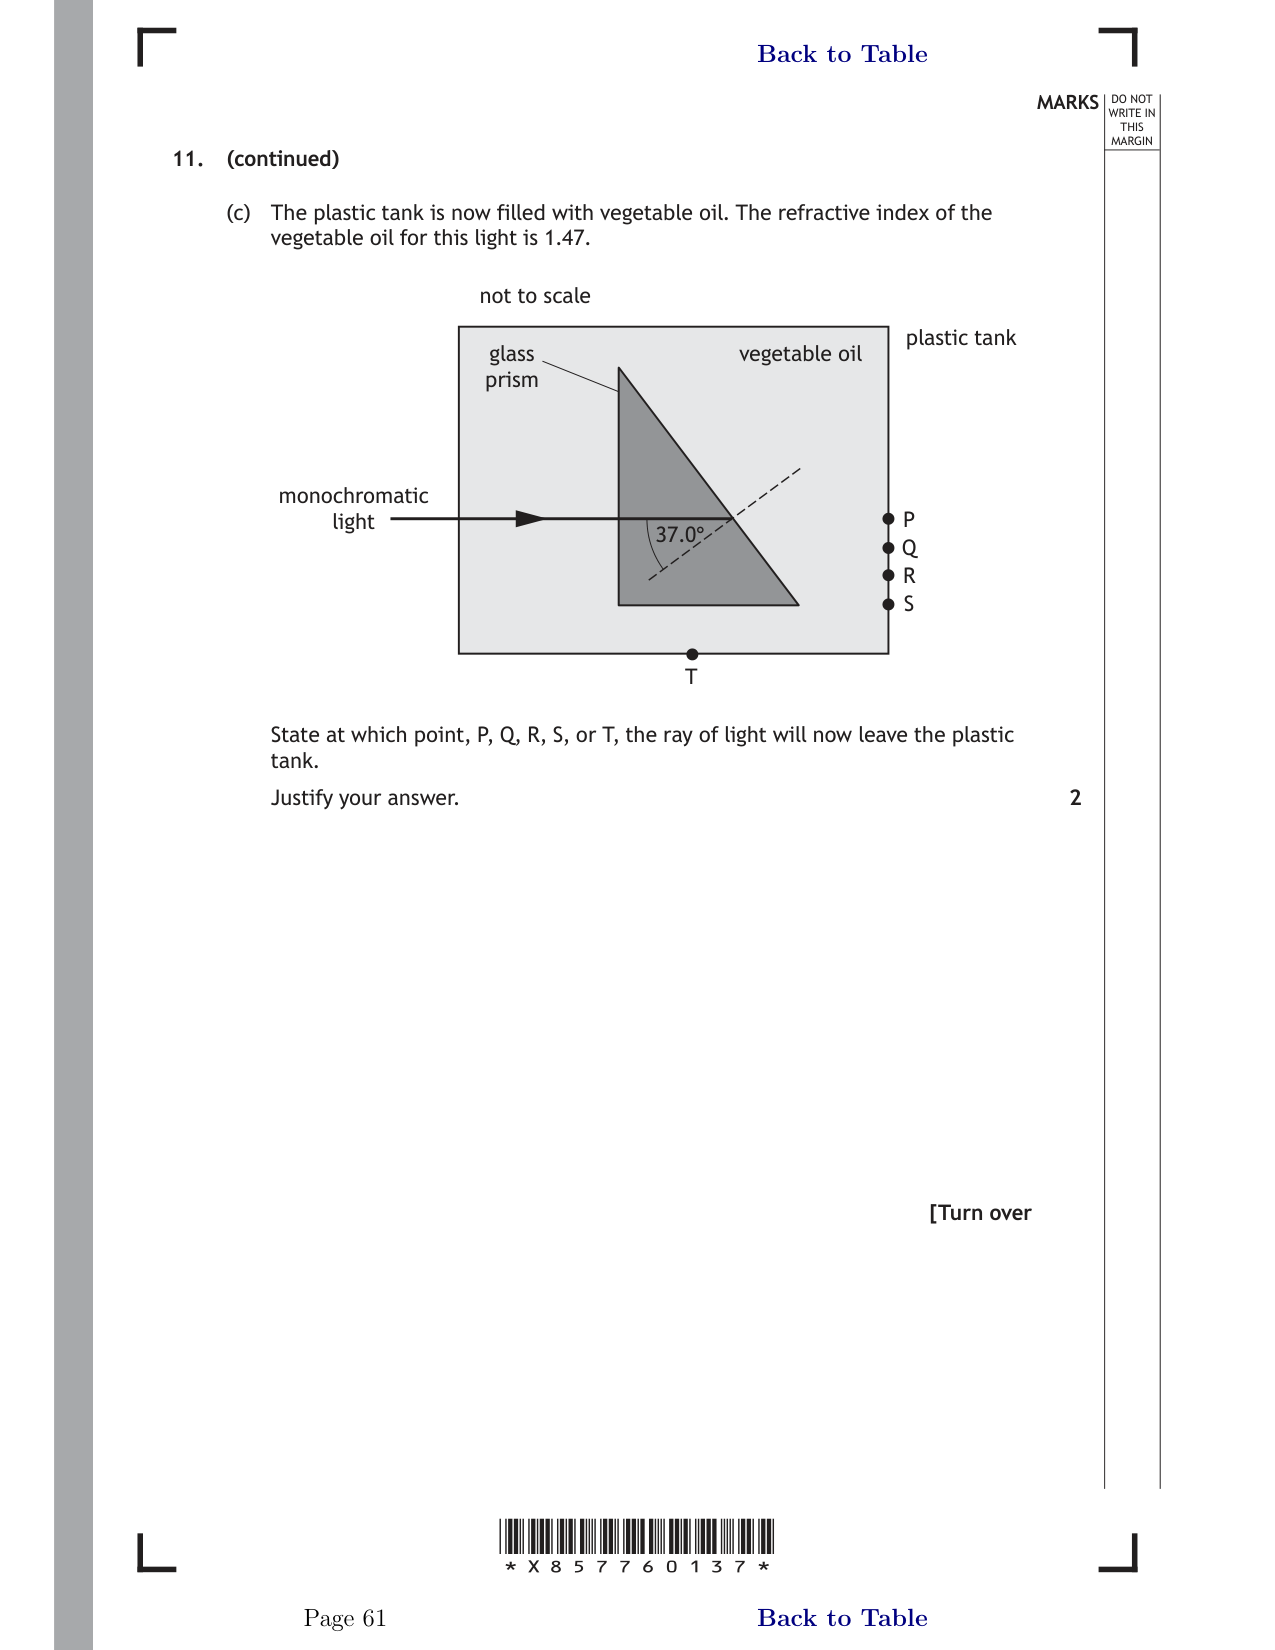 Back to Table
MARKS
DO NOT
WRITE IN
THIS
MARGIN
11. (continued)
(c) The plastic tank is now filled with vegetable oil. The refractive index of the
vegetable oil for this light is 1.47.
not to scale
plastic tank
glass
prism
vegetable oil
monochromatic
light
37.0°
P
Q
R
S
T
State at which point, P, Q, R, S, or T, the ray of light will now leave the plastic
tank.
Justify your answer. 2
[Turn over
*X857760137*
Page 61
Back to Table